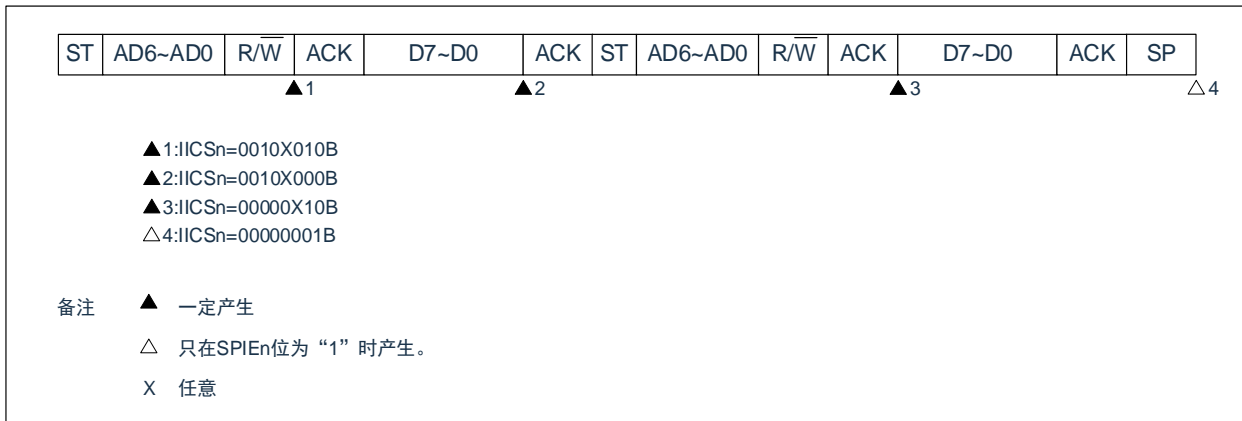 ST AD6~AD0 R/W̅ ACK D7~D0 ACK ST AD6~AD0 R/W̅ ACK D7~D0 ACK SP
▲1 ▲2 ▲3 △4
▲1:IICSn=0010X010B
▲2:IICSn=0010X000B
▲3:IICSn=00000X10B
△4:IICSn=00000001B
备注 ▲ 一定产生
△ 只在SPIEn位为“1”时产生。
X 任意